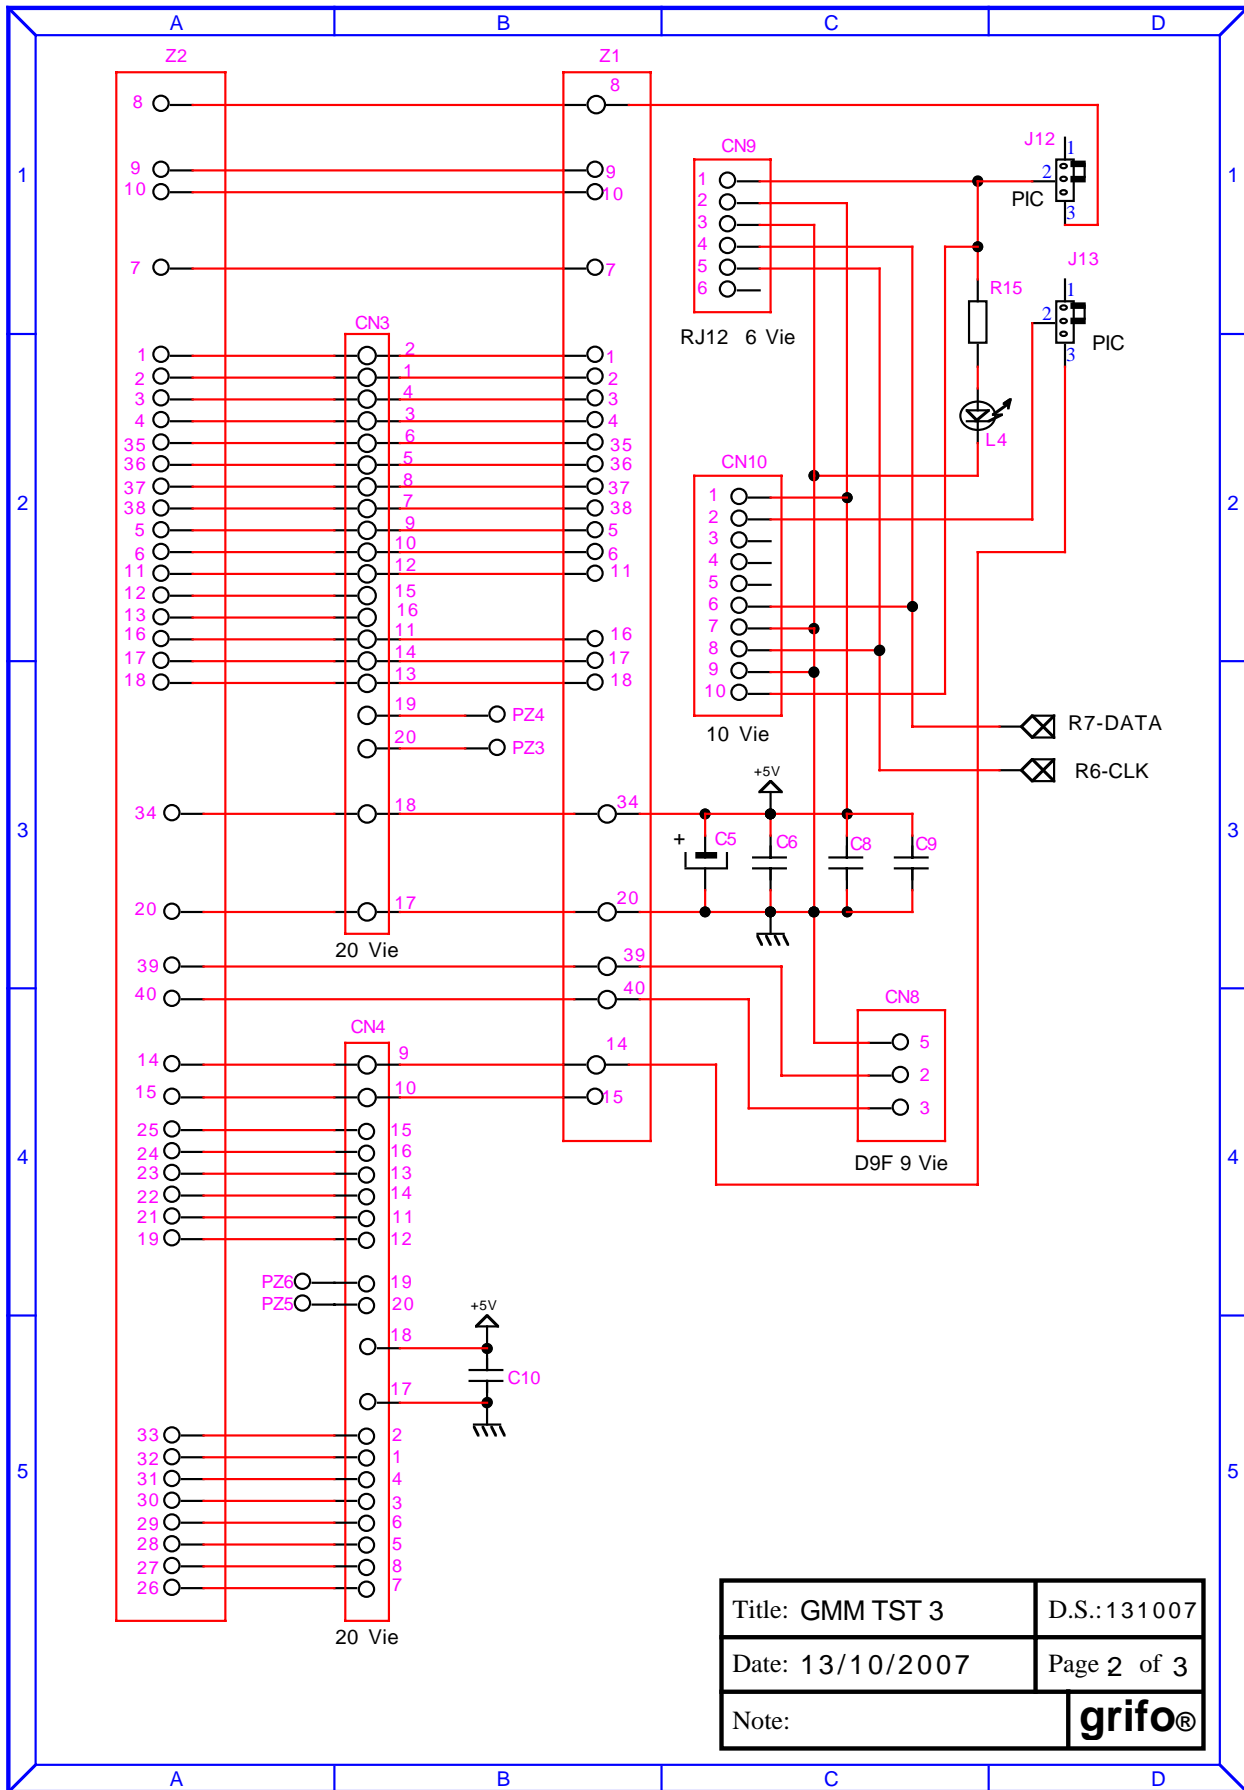 A B C D
Z2 Z1
8 8
J12
CN9 1
1 9 9 1 2 1
10 10 2 PIC
3 3
4
7 7 5 J13
6 R15 1
CN3 2
RJ12 6 Vie PIC
1 2 1 3
2 1 2
3 4 3
4 3 4
35 6 35 L4
36 5 36 CN10
37 8 37 1
2 38 7 38 2 2
5 9 5 3
6 10 6 4
11 12 11 5
12 15 6
13 16 7
16 11 16 8
17 14 17 9
18 13 18 10
19 PZ4 R7-DATA
20 PZ3 10 Vie
R6-CLK
+5V
34 18 34
3 + C5 C6 C8 C9 3
20 17 20
20 Vie
39 39
40 40 CN8
CN4
14 9 14 5
15 10 15 2
3
25 15
4 24 16 D9F 9 Vie 4
23 13
22 14
21 11
19 12
PZ6 19
PZ5 20 +5V
18
C10
17
33 2
32 1
5 31 4 5
30 3
29 6
28 5
27 8
26 7
20 Vie
Title: GMM TST 3 D.S.:131007
Date: 13/10/2007 Page 2 of 3
Note: grifo®
A B C D